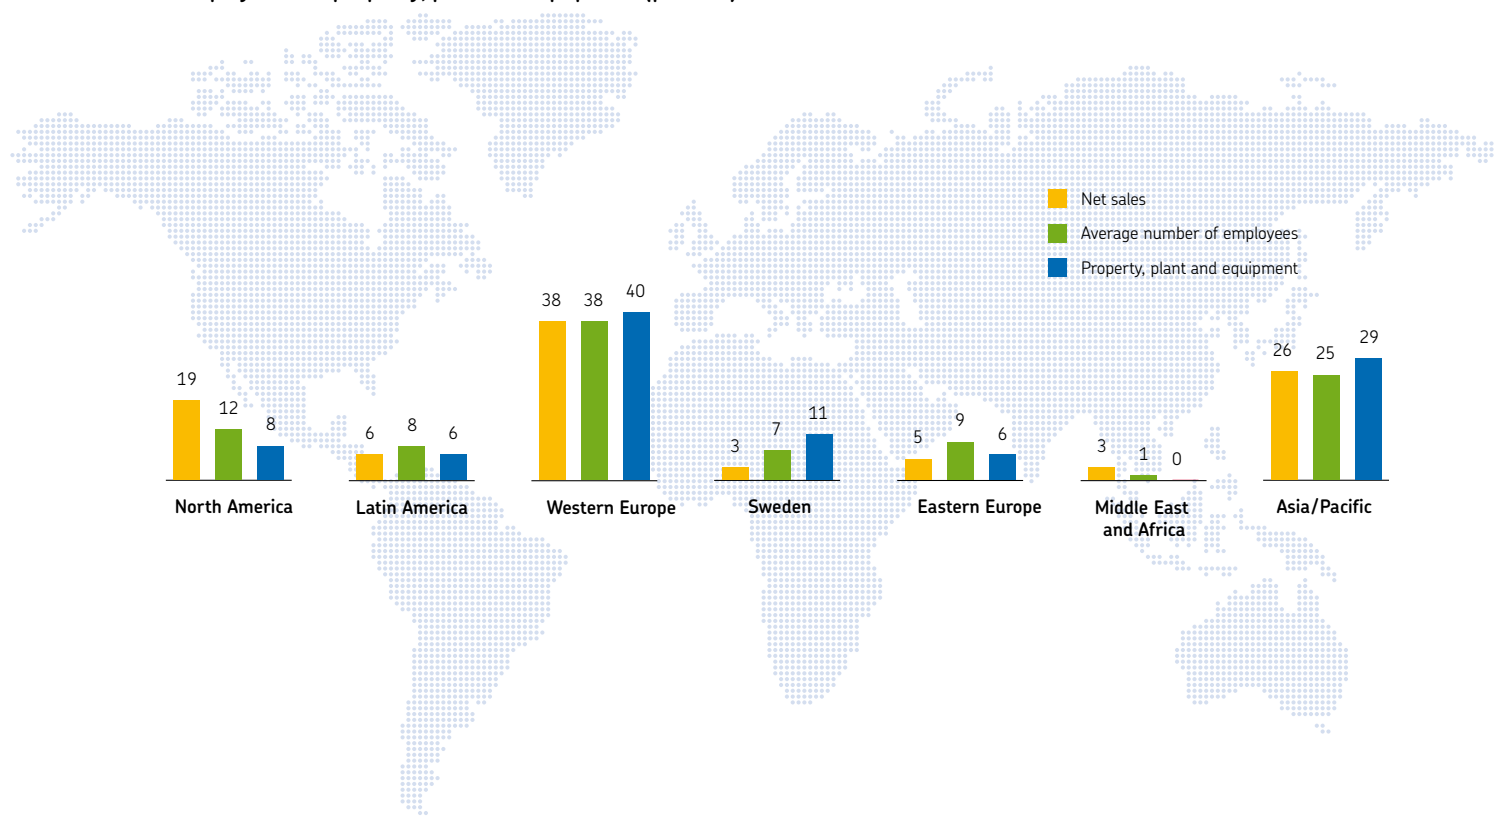 Net sales
Average number of employees
Property, plant and equipment
19
12
8
North America
6
8
6
Latin America
38
38
40
Western Europe
3
7
11
Sweden
5
9
6
Eastern Europe
3
1
0
Middle East
and Africa
26
25
29
Asia/Pacific